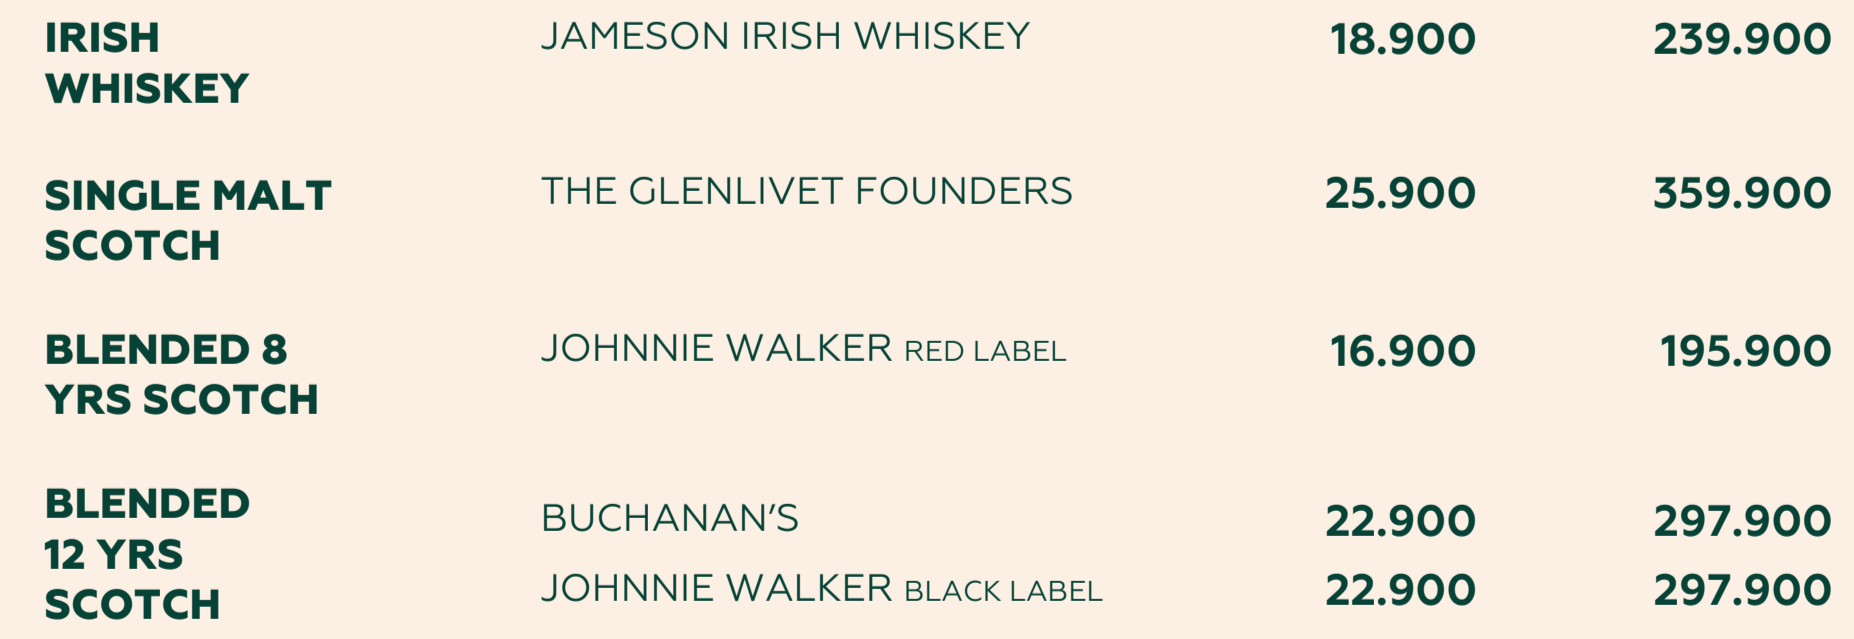 IRISH WHISKEY JAMESON IRISH WHISKEY 18.900 239.900
SINGLE MALT SCOTCH THE GLENLIVET FOUNDERS 25.900 359.900
BLENDED 8 YRS SCOTCH JOHNNIE WALKER RED LABEL 16.900 195.900
BLENDED 12 YRS SCOTCH BUCHANAN’S 22.900 297.900
JOHNNIE WALKER BLACK LABEL 22.900 297.900